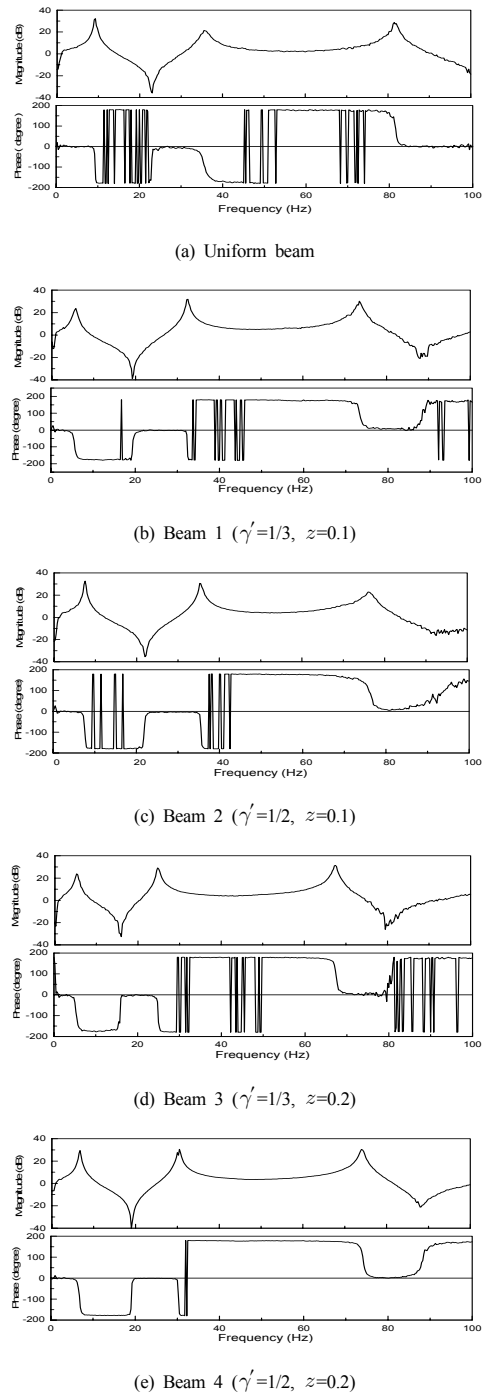 40
20
0
-20
-40
Magnitude (dB)
200
100
0
-100
-200
Phase ( degree )
0 20 40 60 80 100
Frequency (Hz)
(a) Uniform beam
40
20
0
-20
-40
Magnitude (dB)
200
100
0
-100
-200
Phase (degree)
0 20 40 60 80 100
Frequency (Hz)
(b) Beam 1 (γ′=1/3, z=0.1)
40
20
0
-20
-40
Magnitude (dB)
200
100
0
-100
-200
Phase (degree)
0 20 40 60 80 100
Frequency (Hz)
(c) Beam 2 (γ′=1/2, z=0.1)
40
20
0
-20
-40
Magnitude (dB)
200
100
0
-100
-200
Phase (degree)
0 20 40 60 80 100
Frequency (Hz)
(d) Beam 3 (γ′=1/3, z=0.2)
40
20
0
-20
-40
Magnitude (dB)
200
100
0
-100
-200
Phase (degree)
0 20 40 60 80 100
Frequency (Hz)
(e) Beam 4 (γ′=1/2, z=0.2)